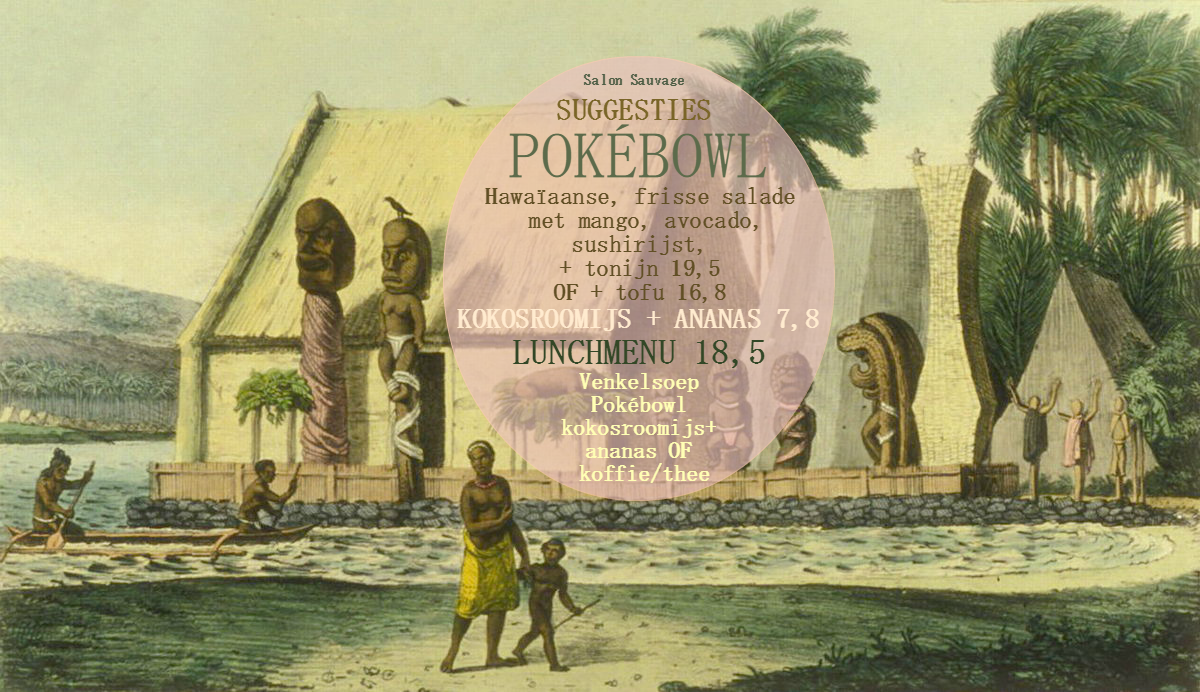 Salon Sauvage
SUGGESTIES
POKÉBOWL
Hawaïaanse, frisse salade
met mango, avocado,
sushirijst,
+ tonijn 19,5
OF + tofu 16,8
KOKOSROOMIJS + ANANAS 7,8
LUNCHMENU 18,5
Venkelsoep
Pokébowl
kokosroomijs+
ananas OF
koffie/thee